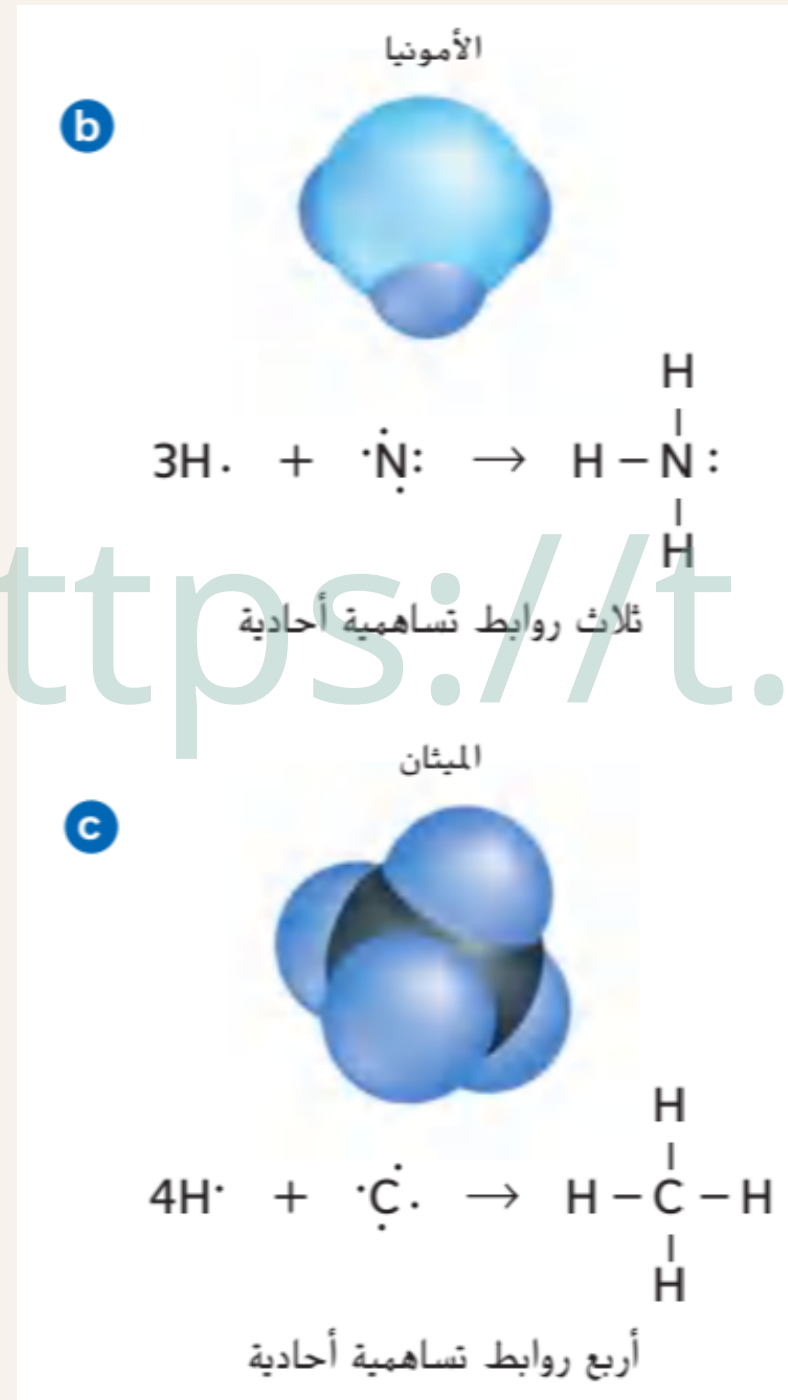 الأمونيا
b
H
3H· + ·N: → H–N:
H
ttps://t.
ثلاث روابط تساهمية أحادية
الميثان
c
H
4H· + ·C· → H–C–H
H
أربع روابط تساهمية أحادية